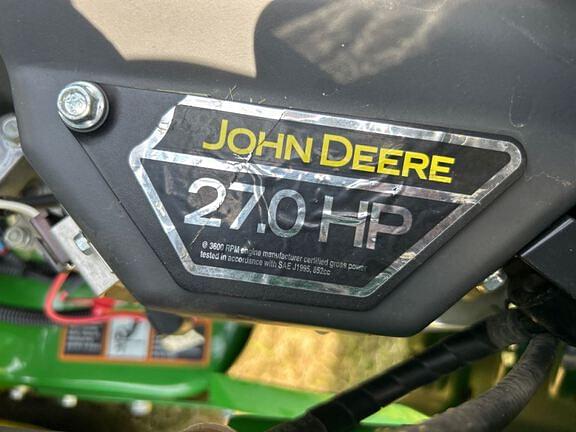 JOHN DEERE
27.0 HP
@ 3600 RPM engine manufacturer certified gross power
tested in accordance with SAE J1995, 852cc